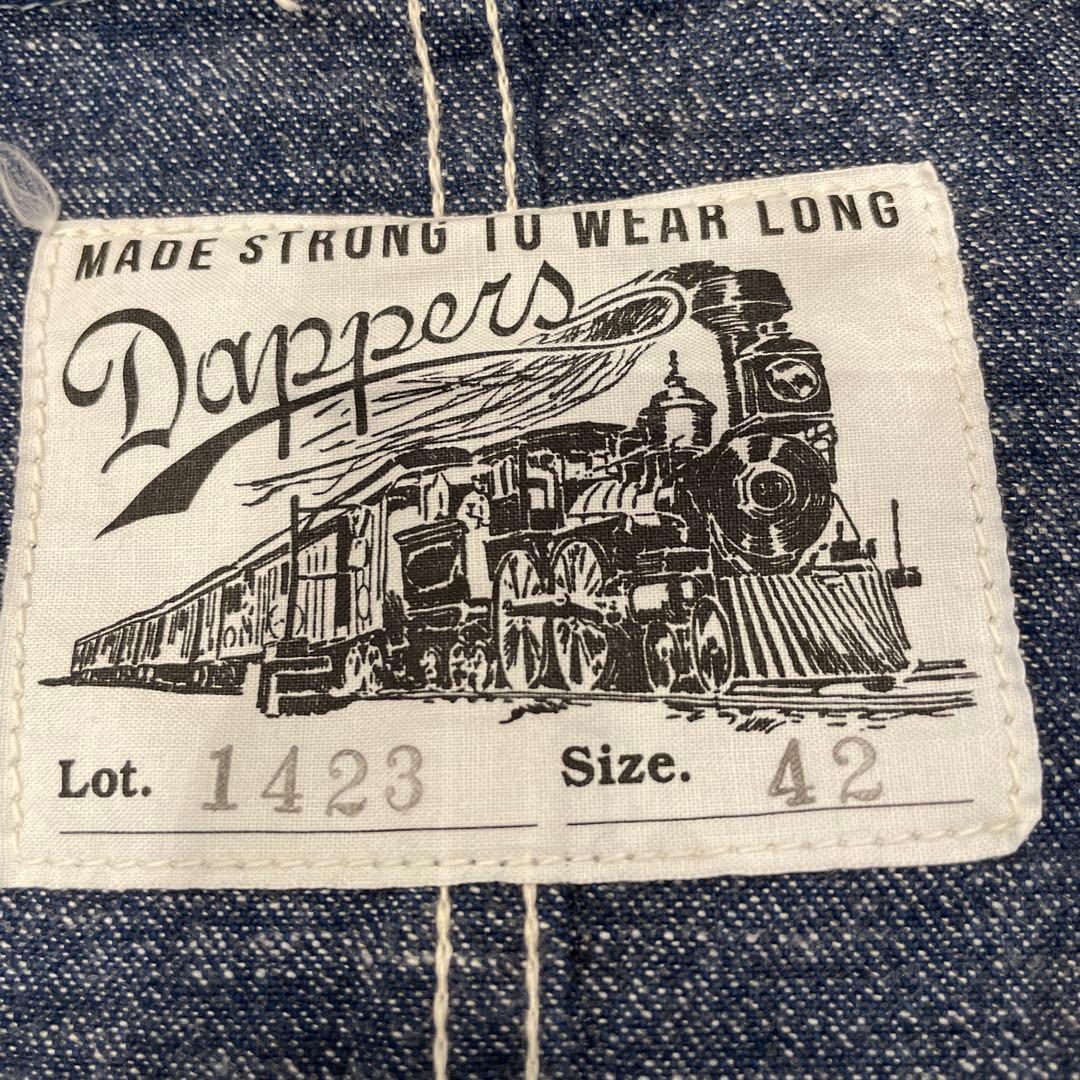 MADE STRONG TO WEAR LONG
Dappers
Lot. 1423 Size. 42